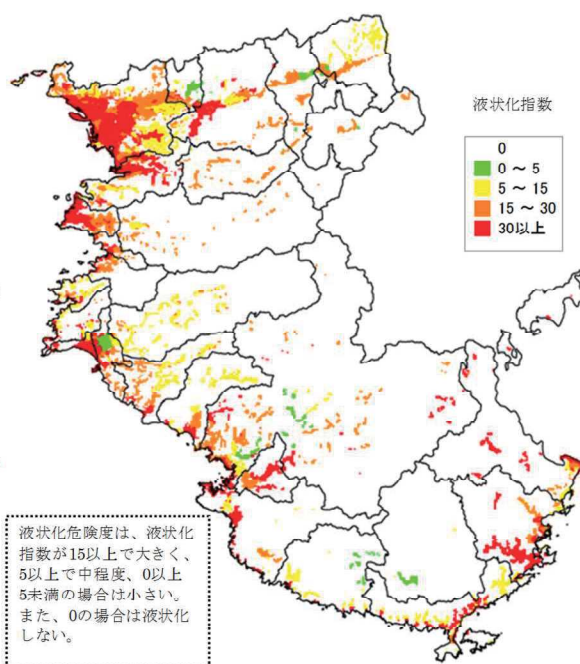 液状化指数
0
0 ~ 5
5 ~ 15
15 ~ 30
30以上
液状化危険度は、液状化
指数が15以上で大きく、
5以上で中程度、0以上
5未満の場合は小さい。
また、0の場合は液状化
しない。